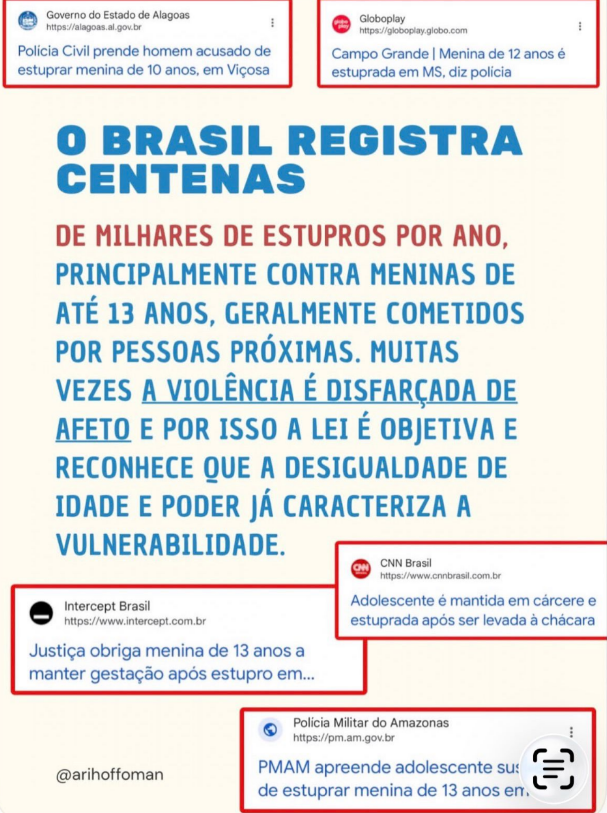 Governo do Estado de Alagoas
https://alagoas.al.gov.br
Polícia Civil prende homem acusado de
estuprar menina de 10 anos, em Viçosa
globo
play
Globoplay
https://globoplay.globo.com
Campo Grande | Menina de 12 anos é
estuprada em MS, diz polícia
O BRASIL REGISTRA
CENTENAS
DE MILHARES DE ESTUPROS POR ANO,
PRINCIPALMENTE CONTRA MENINAS DE
ATÉ 13 ANOS, GERALMENTE COMETIDOS
POR PESSOAS PRÓXIMAS. MUITAS
VEZES A VIOLÊNCIA É DISFARÇADA DE
AFETO E POR ISSO A LEI É OBJETIVA E
RECONHECE QUE A DESIGUALDADE DE
IDADE E PODER JÁ CARACTERIZA A
VULNERABILIDADE.
CNN
CNN Brasil
https://www.cnnbrasil.com.br
Adolescente é mantida em cárcere e
estuprada após ser levada à chácara
Intercept Brasil
https://www.intercept.com.br
Justiça obriga menina de 13 anos a
manter gestação após estupro em...
Polícia Militar do Amazonas
https://pm.am.gov.br
PMAM apreende adolescente
de estuprar menina de 13 anos
@arihoffoman